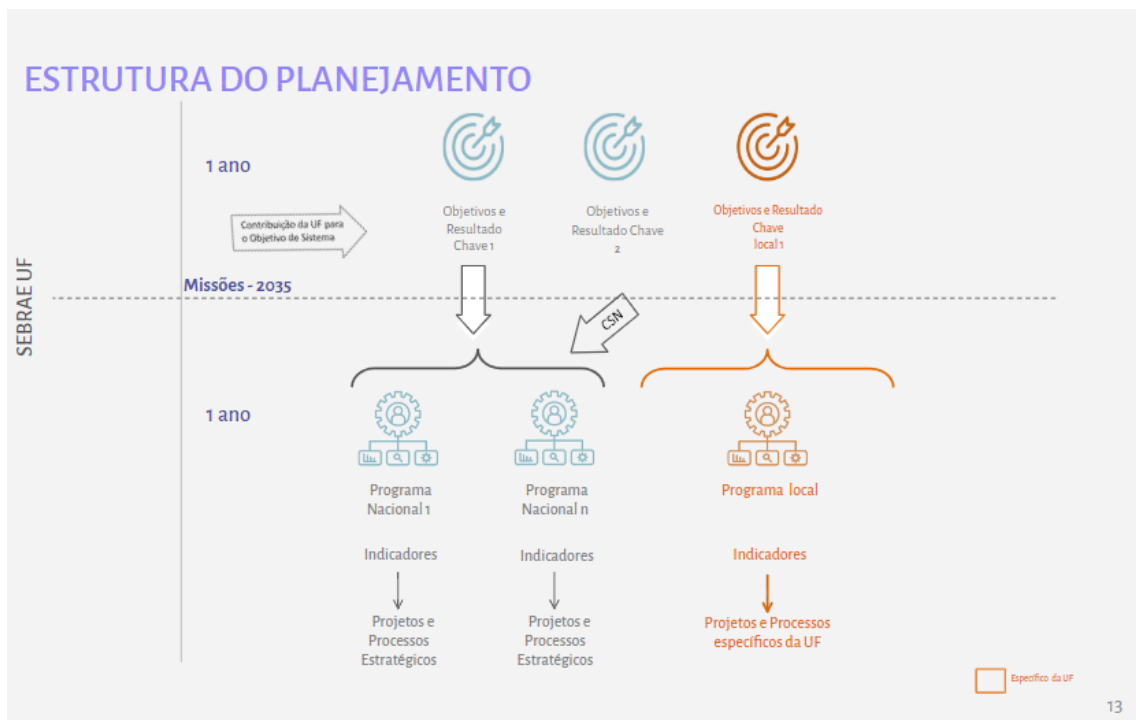 ESTRUTURA DO PLANEJAMENTO
1 ano
Contribuição da UF para
o Objetivo de Sistema
Objetivos e
Resultado
Chave 1
Objetivos e
Resultado Chave
2
Objetivos e Resultado
Chave
local 1
SEBRAE UF
Missões - 2035
CSN
1 ano
Programa
Nacional 1
Programa
Nacional n
Programa local
Indicadores
Indicadores
Indicadores
Projetos e
Processos
Estratégicos
Projetos e
Processos
Estratégicos
Projetos e Processos
específicos da UF
Específico da UF
13